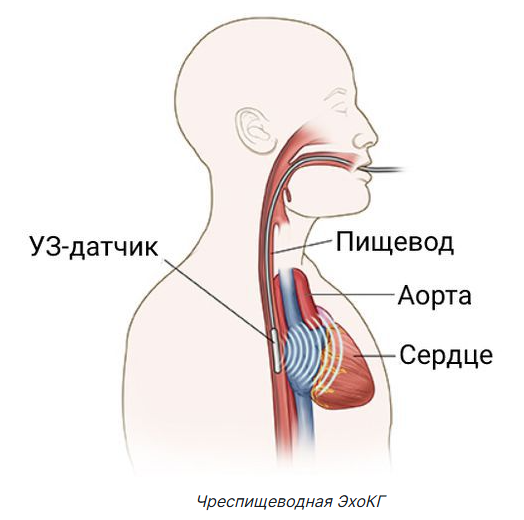 УЗ-датчик
Пищевод
Аорта
Сердце
Чреспищеводная ЭхоКГ